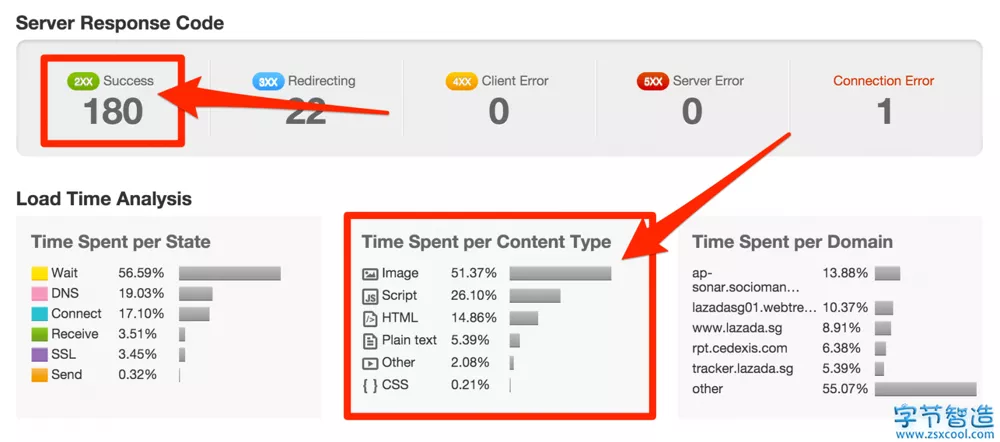 Server Response Code
2XX Success
3XX Redirecting
4XX Client Error
5XX Server Error
Connection Error
180
22
0
0
1
Load Time Analysis
Time Spent per State
Wait 56.59%
DNS 19.03%
Connect 17.10%
Receive 3.51%
SSL 3.45%
Send 0.32%
Time Spent per Content Type
Image 51.37%
JS Script 26.10%
HTML 14.86%
Plain text 5.39%
Other 2.08%
{ } CSS 0.21%
Time Spent per Domain
ap- 13.88%
sonar.socioman...
lazadasg01.webtre... 10.37%
www.lazada.sg 8.91%
rpt.cedexis.com 6.38%
tracker.lazada.sg 5.39%
other 55.07%
字节智造
www.zsxcool.com